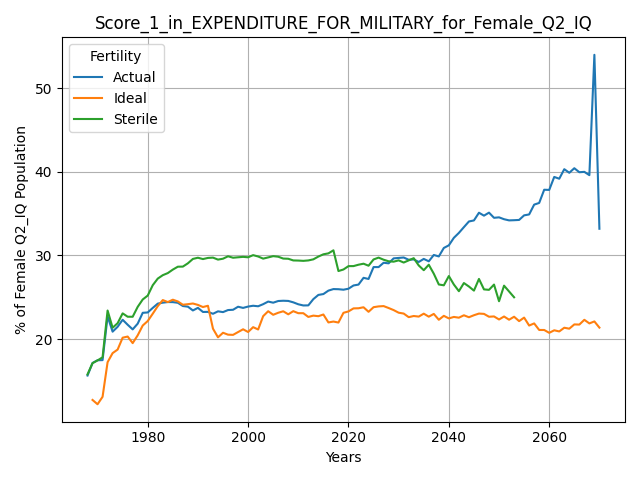 Score_1_in_EXPENDITURE_FOR_MILITARY_for_Female_Q2_IQ
Fertility
Actual
Ideal
Sterile
% of Female Q2_IQ Population
50
40
30
20
1980 2000 2020 2040 2060
Years